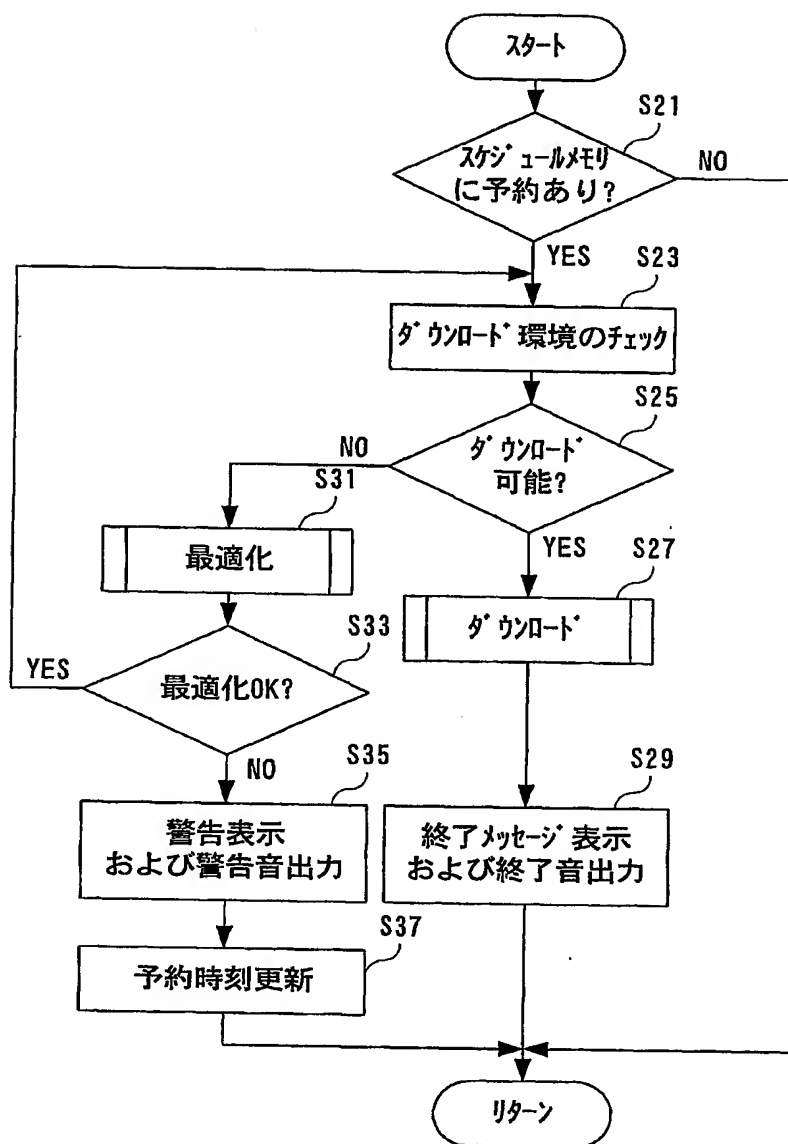 スタート
S21
スケジュールメモリ
に予約あり?
NO
YES
S23
ダウンロード環境のチェック
S25
ダウンロード
可能?
NO
YES
S31
最適化
S27
ダウンロード
S33
最適化OK?
YES
NO
S35
警告表示
および警告音出力
S29
終了メッセージ表示
および終了音出力
S37
予約時刻更新
リターン